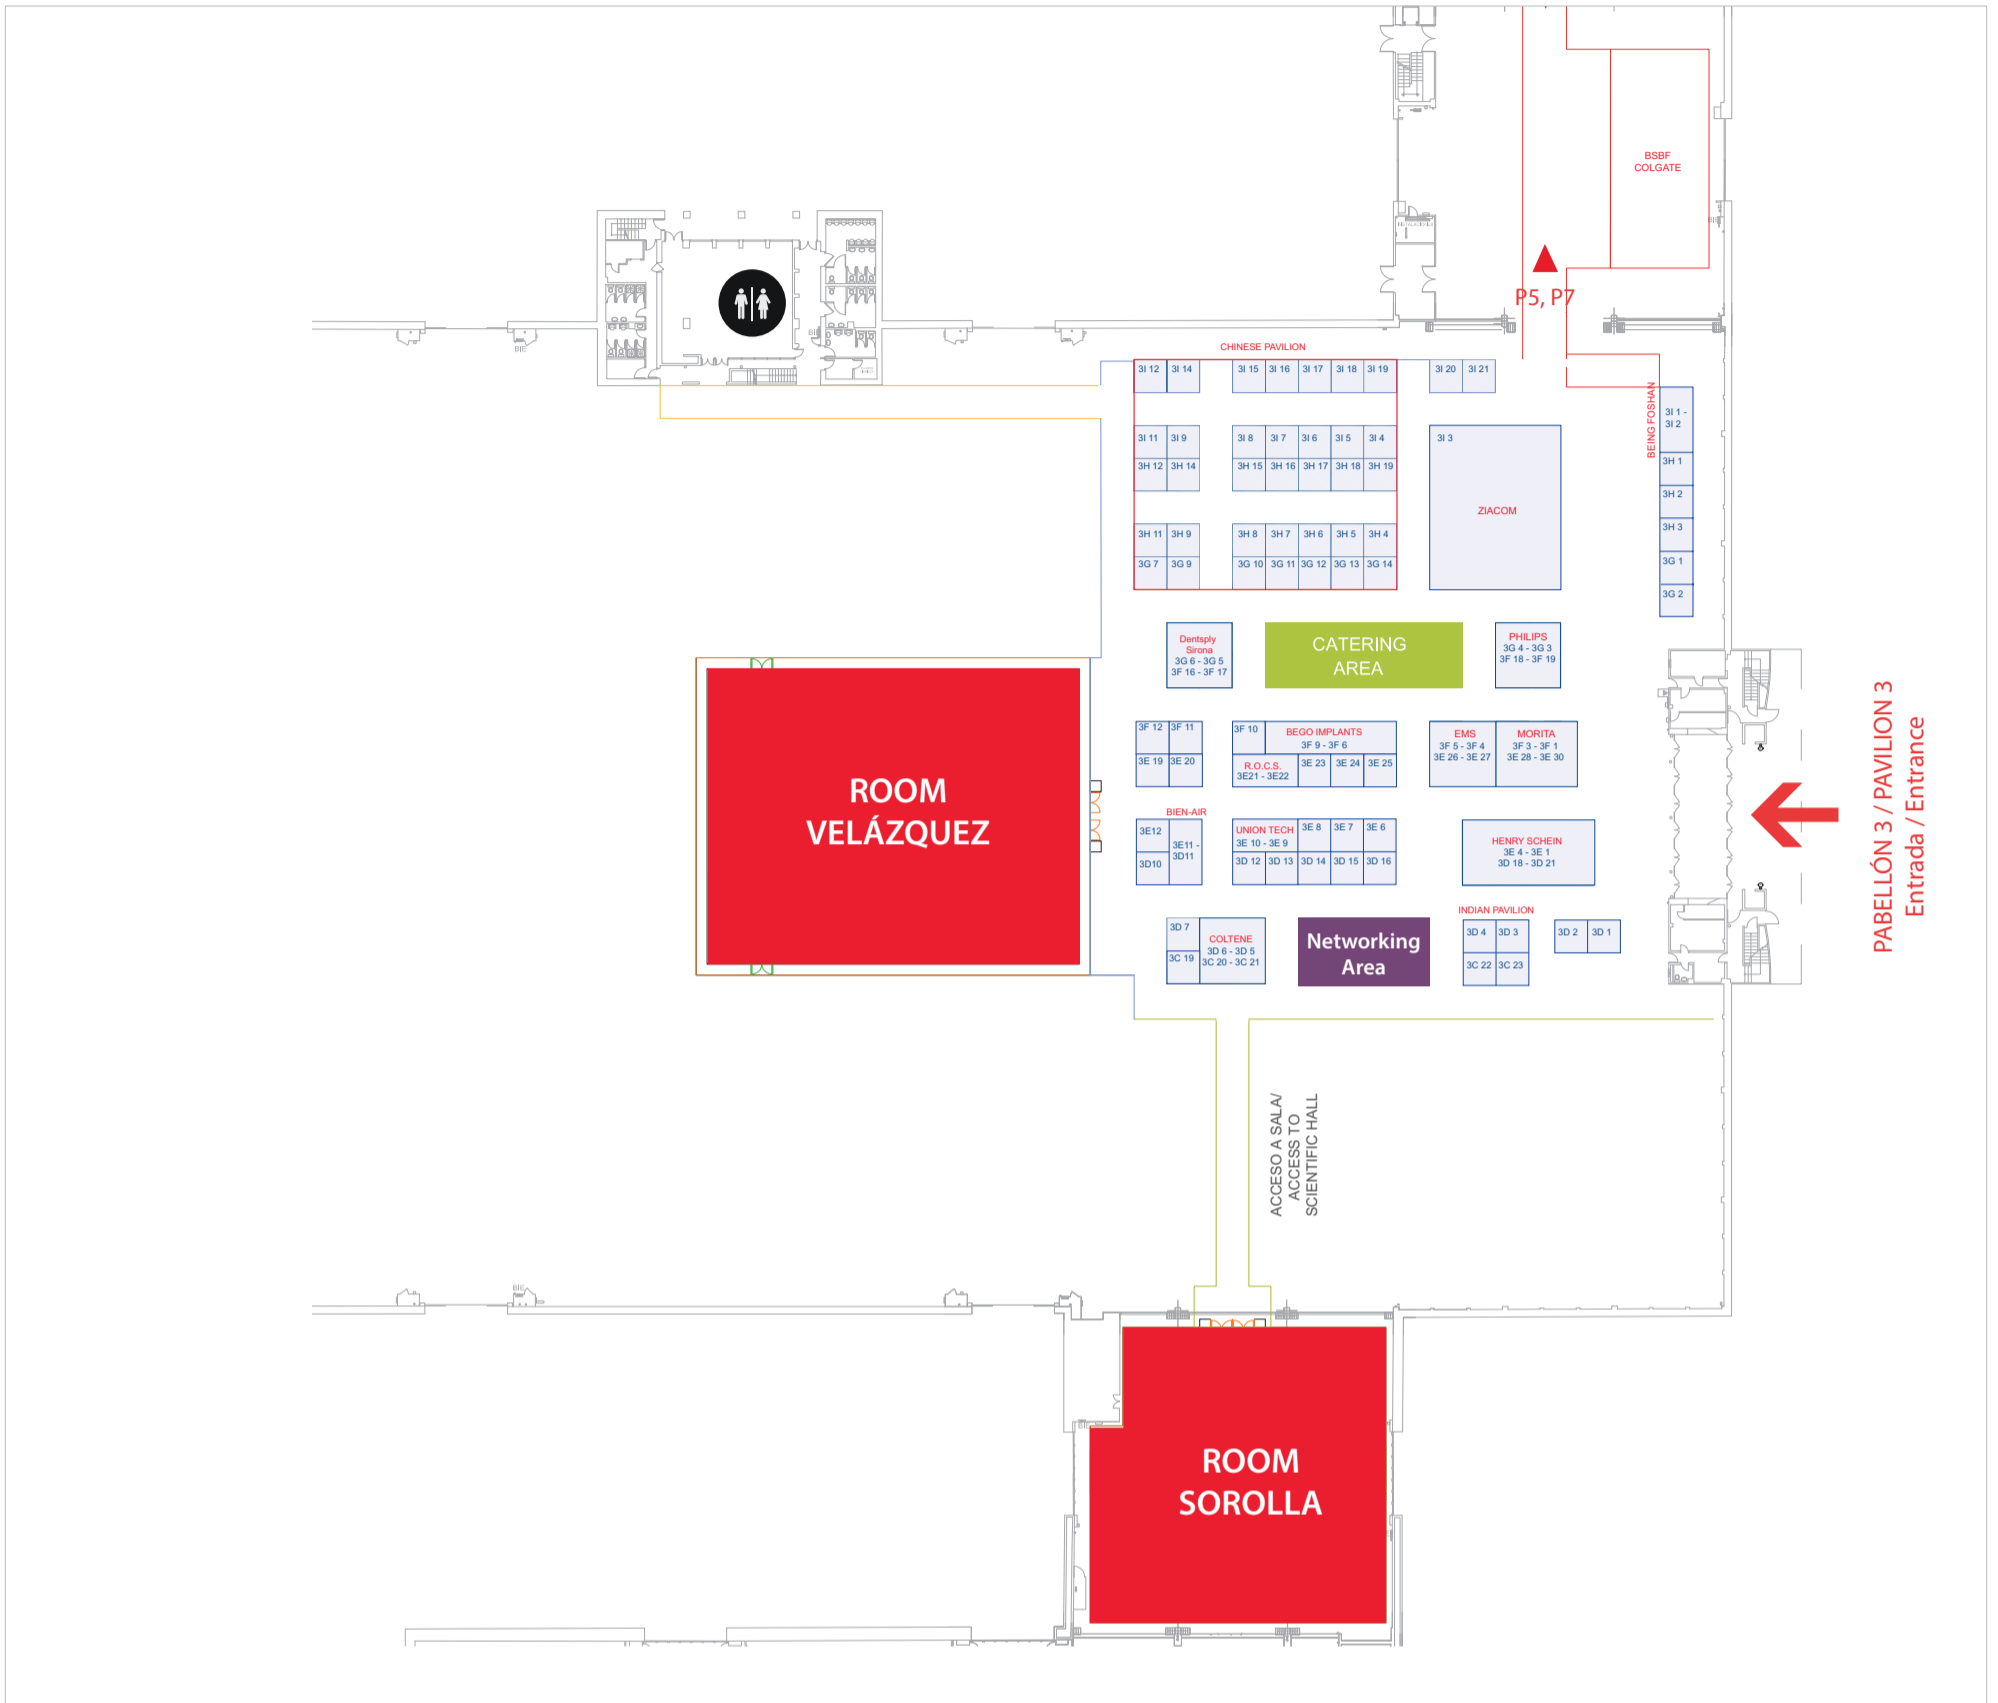 BSBF
COLGATE
P5, P7
BIE
BIE
BIE
CHINESE PAVILION
3I 12 3I 14 3I 15 3I 16 3I 17 3I 18 3I 19 3I 20 3I 21
BEING FOSHAN
3I 1 -
3I 2
3I 11 3I 9 3I 8 3I 7 3I 6 3I 5 3I 4 3I 3
3H 12 3H 14 3H 15 3H 16 3H 17 3H 18 3H 19
3H 1
3H 2
3H 3
3G 1
3G 2
ZIACOM
3H 11 3H 9 3H 8 3H 7 3H 6 3H 5 3H 4
3G 7 3G 9 3G 10 3G 11 3G 12 3G 13 3G 14
Dentsply
Sirona
3G 6 - 3G 5
3F 16 - 3F 17
CATERING
AREA
PHILIPS
3G 4 - 3G 3
3F 18 - 3F 19
3F 12 3F 11 3F 10
BEGO IMPLANTS
3F 9 - 3F 6
EMS
3F 5 - 3F 4
3E 26 - 3E 27
MORITA
3F 3 - 3F 1
3E 28 - 3E 30
3E 19 3E 20
R.O.C.S.
3E21 - 3E22
3E 23 3E 24 3E 25
ROOM
VELÁZQUEZ
BIEN-AIR
3E12
3E11 -
3D11
3D10
UNION TECH
3E 10 - 3E 9
3E 8 3E 7 3E 6
3D 12 3D 13 3D 14 3D 15 3D 16
HENRY SCHEIN
3E 4 - 3E 1
3D 18 - 3D 21
PABELLÓN 3 / PAVILION 3
Entrada / Entrance
3D 7
3C 19
COLTENE
3D 6 - 3D 5
3C 20 - 3C 21
Networking
Area
INDIAN PAVILION
3D 4 3D 3 3D 2 3D 1
3C 22 3C 23
ACCESO A SALA/
ACCESS TO
SCIENTIFIC HALL
BIE
ROOM
SOROLLA